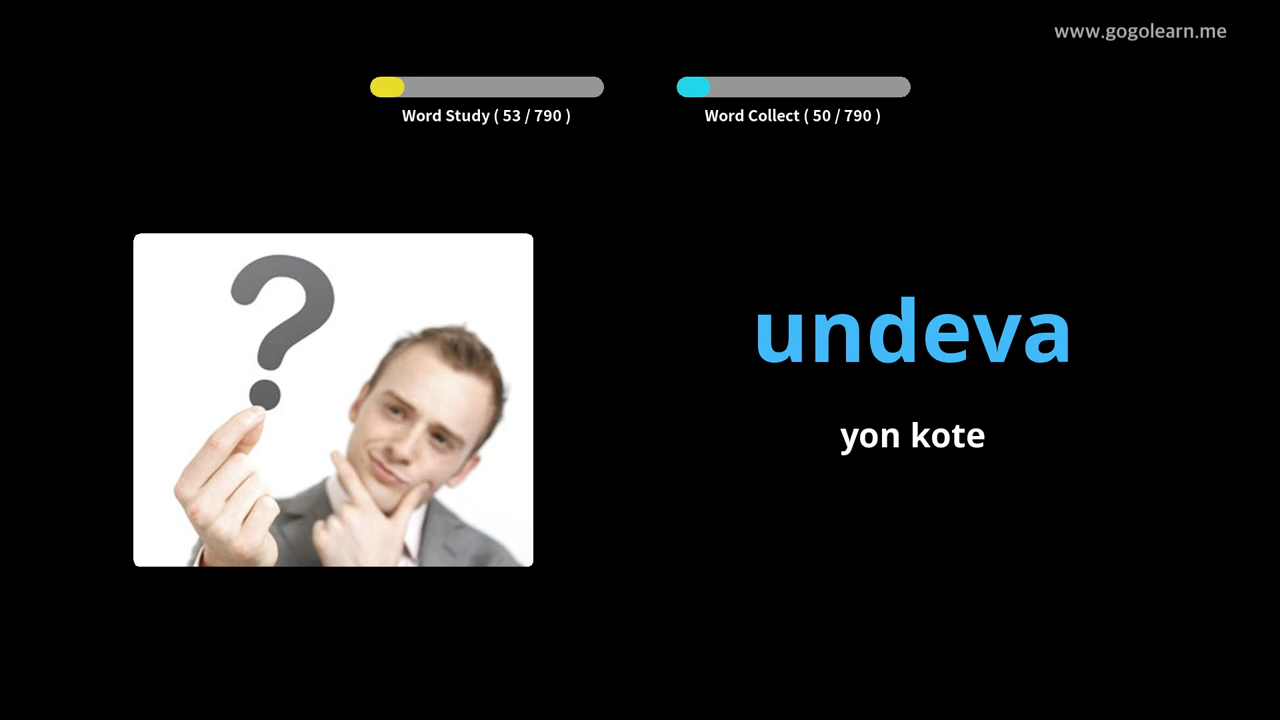 www.gogolearn.me
Word Study ( 53 / 790 )
Word Collect ( 50 / 790 )
?
undeva
yon kote